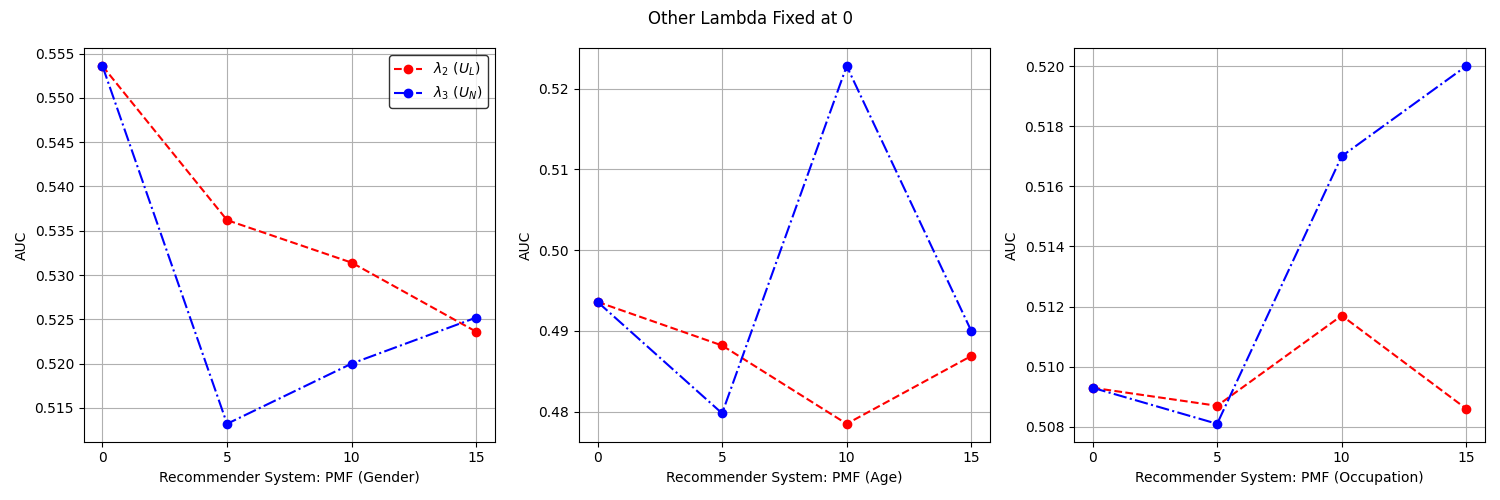 Other Lambda Fixed at 0
0.555
0.550
0.545
0.540
0.535
0.530
0.525
0.520
0.515
AUC
λ₂ (U_L)
λ₃ (U_N)
0 5 10 15
Recommender System: PMF (Gender)
0.52
0.51
0.50
0.49
0.48
AUC
0 5 10 15
Recommender System: PMF (Age)
0.520
0.518
0.516
0.514
0.512
0.510
0.508
AUC
0 5 10 15
Recommender System: PMF (Occupation)